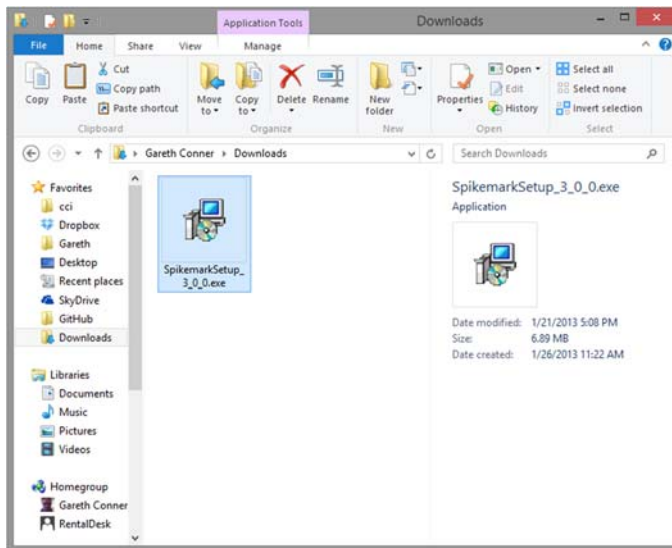 Application Tools
Downloads
File
Home
Share
View
Manage
Copy
Paste
Cut
Copy path
Paste shortcut
Clipboard
Move to
Copy to
Delete
Rename
Organize
New folder
New
Properties
Open
Edit
History
Open
Select all
Select none
Invert selection
Select
Gareth Conner
Downloads
Search Downloads
Favorites
cci
Dropbox
Gareth
Desktop
Recent places
SkyDrive
GitHub
Downloads
Libraries
Documents
Music
Pictures
Videos
Homegroup
Gareth Conner
RentalDesk
SpikemarkSetup_
3_0_0.exe
SpikemarkSetup_3_0_0.exe
Application
Date modified: 1/21/2013 5:08 PM
Size: 6.89 MB
Date created: 1/26/2013 11:22 AM